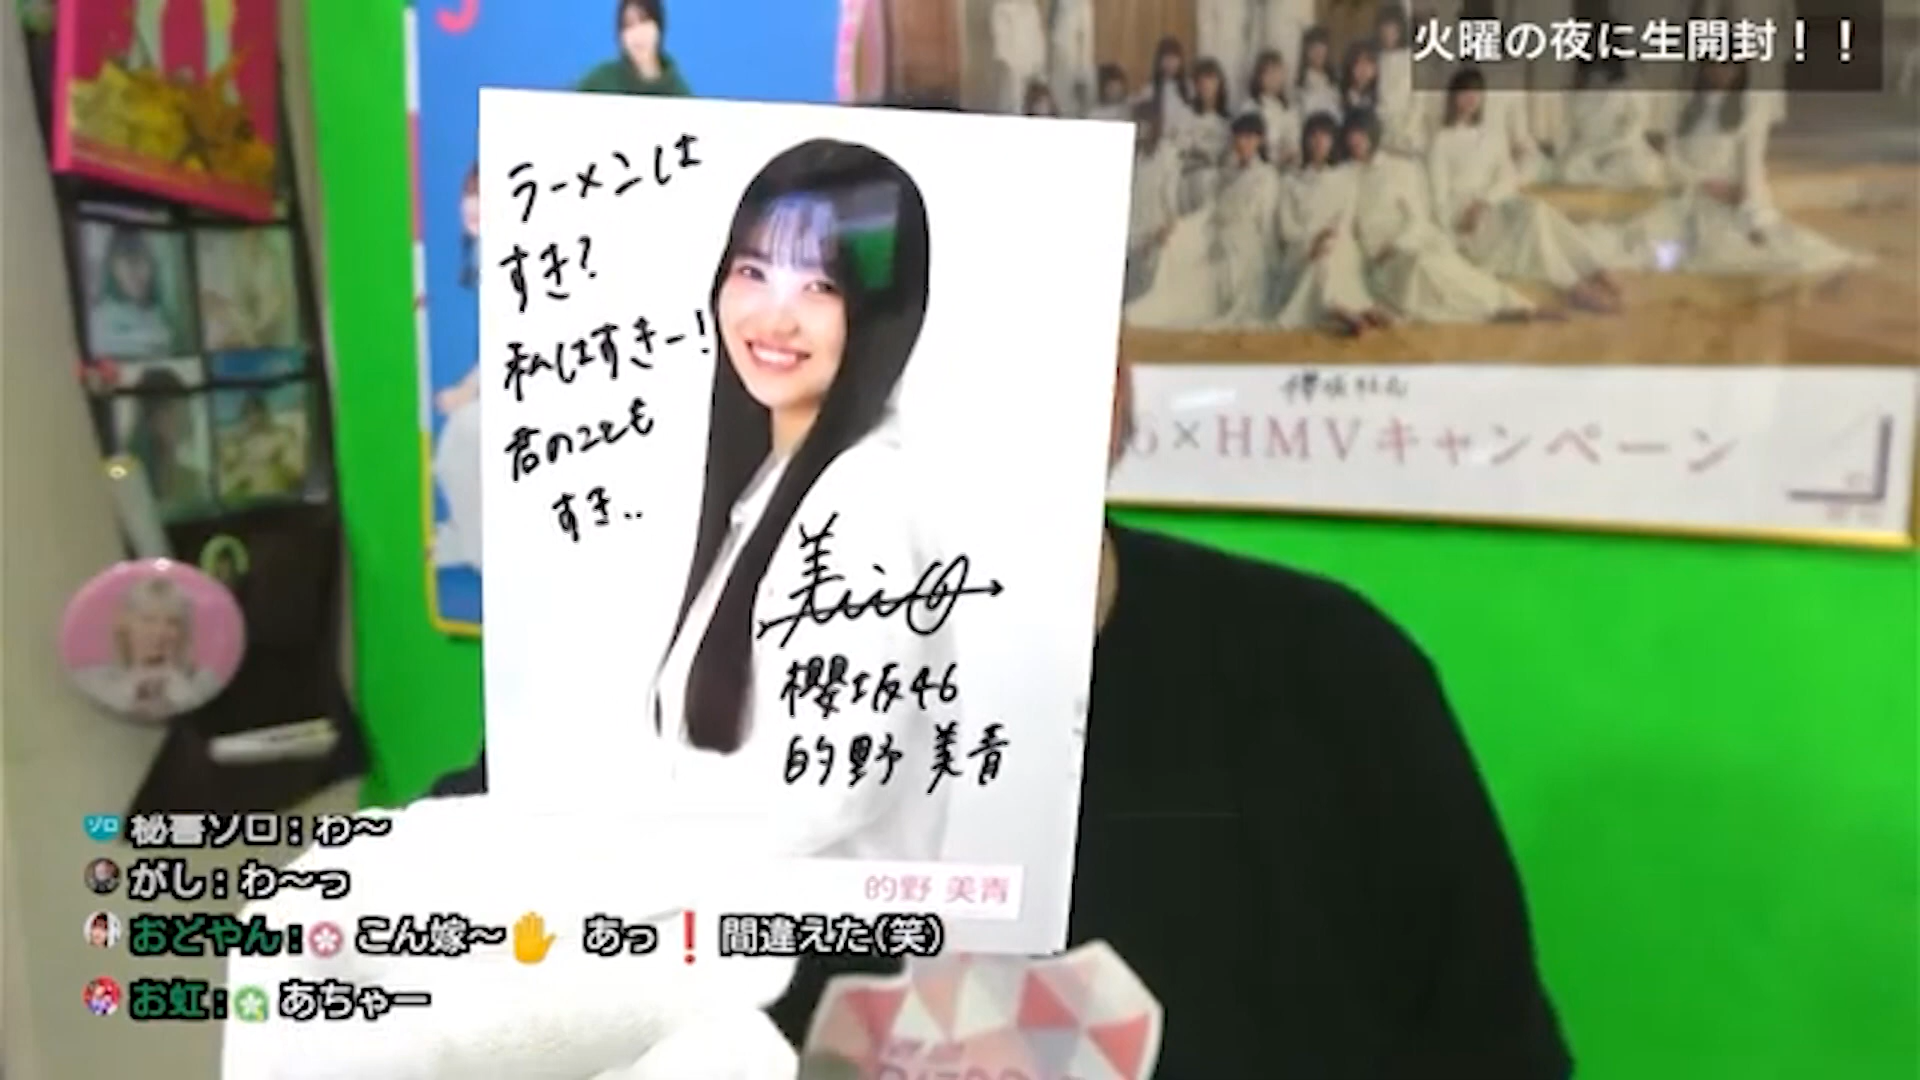 火曜の夜に生開封！！
ラーメンは
すき？
私はすきー！
君のことも
すき..
美
櫻坂46
的野 美青
的野 美青
6×HMVキャンペーン
秘書ソロ：わ〜
がし：わ〜っ
おどやん：🌸こん嫁〜✋ あっ❗間違えた（笑）
お虹：あちゃー